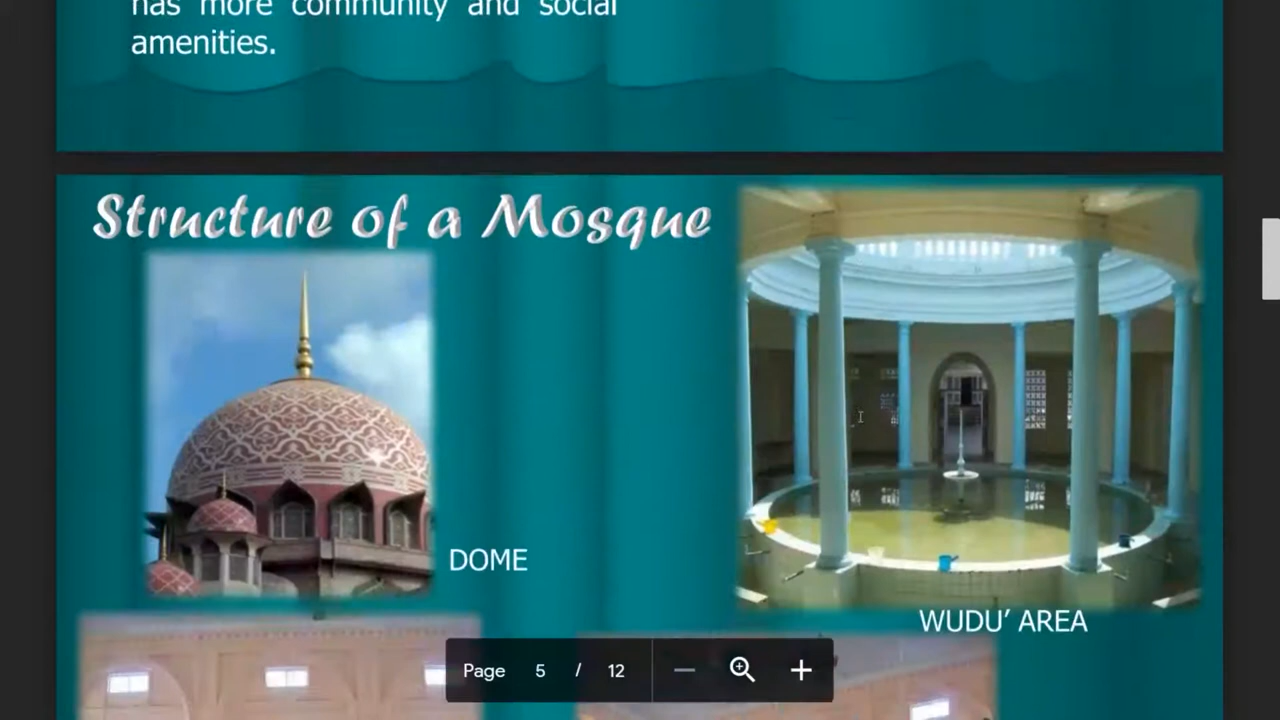 has more community and social
amenities.
Structure of a Mosque
DOME
WUDU’ AREA
Page 5 / 12